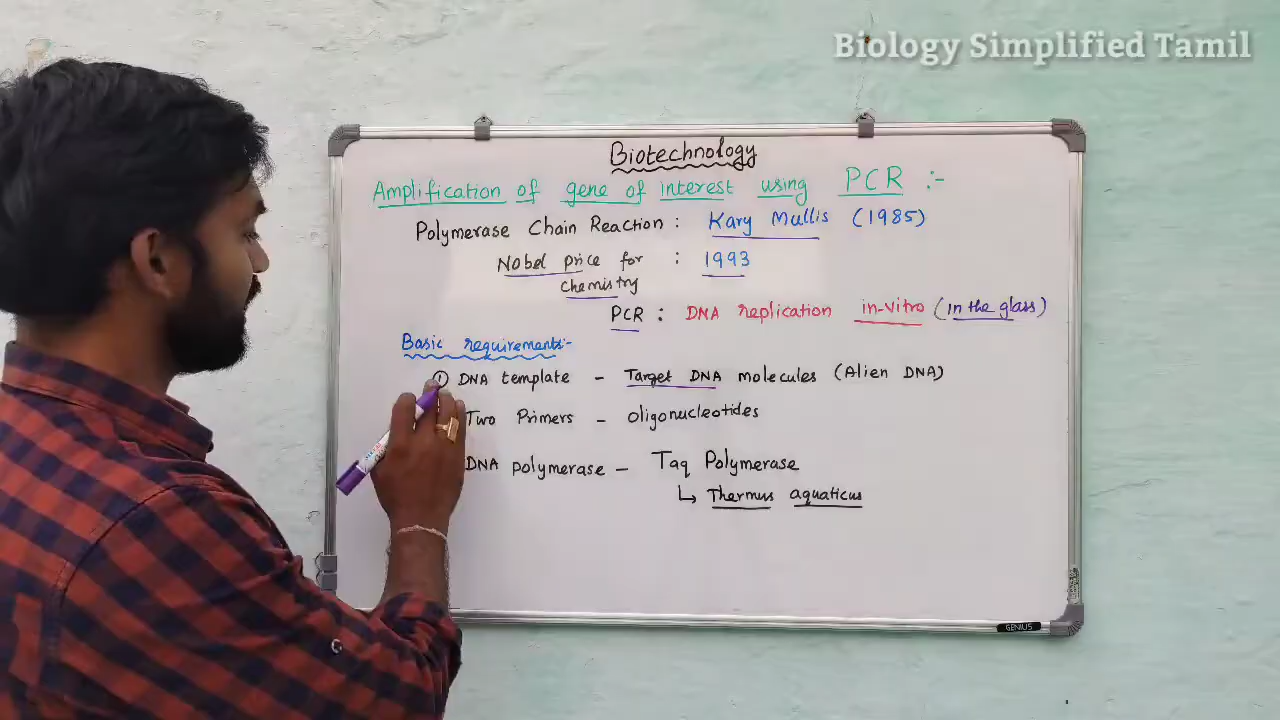 Biology Simplified Tamil
Biotechnology
Amplification of gene of interest using PCR :-
Polymerase Chain Reaction : Kary Mullis (1985)
Nobel price for : 1993
Chemistry
PCR : DNA replication in-vitro (in the glass)
Basic requirements:-
① DNA template - Target DNA molecules (Alien DNA)
Two Primers - oligonucleotides
DNA polymerase - Taq Polymerase
↳ Thermus aquaticus
GENIUS